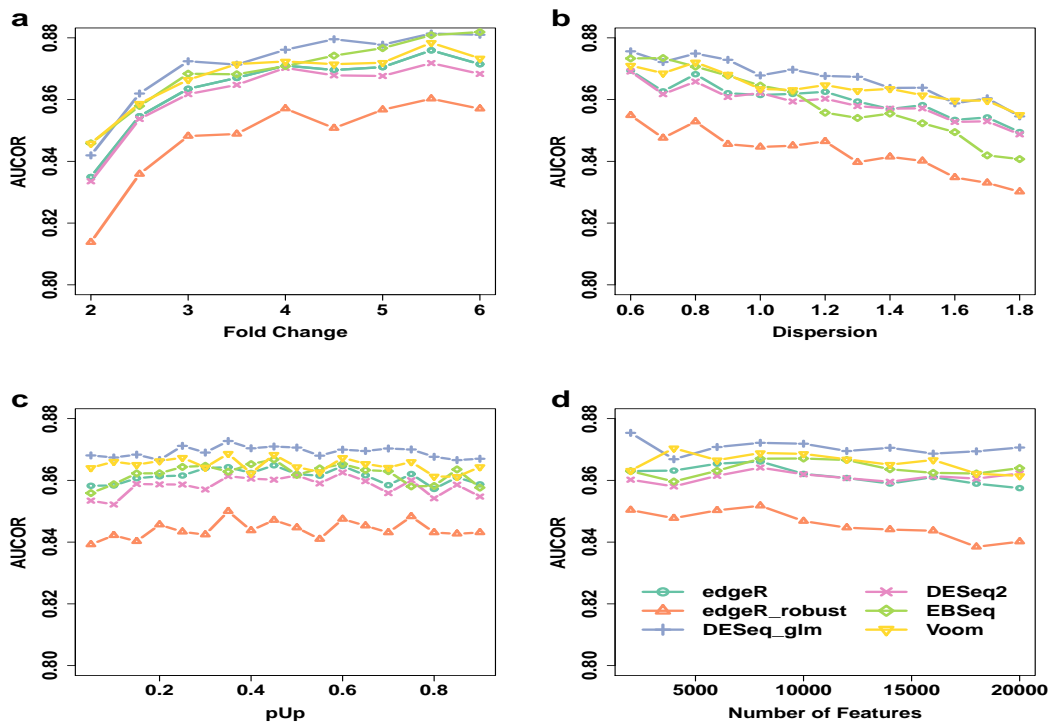 a
AUCOR
0.88
0.86
0.84
0.82
0.80
2 3 4 5 6
Fold Change
b
AUCOR
0.88
0.86
0.84
0.82
0.80
0.6 0.8 1.0 1.2 1.4 1.6 1.8
Dispersion
c
AUCOR
0.88
0.86
0.84
0.82
0.80
0.2 0.4 0.6 0.8
pUp
d
AUCOR
0.88
0.86
0.84
0.82
0.80
edgeR
edgeR_robust
DESeq_glm
DESeq2
EBSeq
Voom
5000 10000 15000 20000
Number of Features